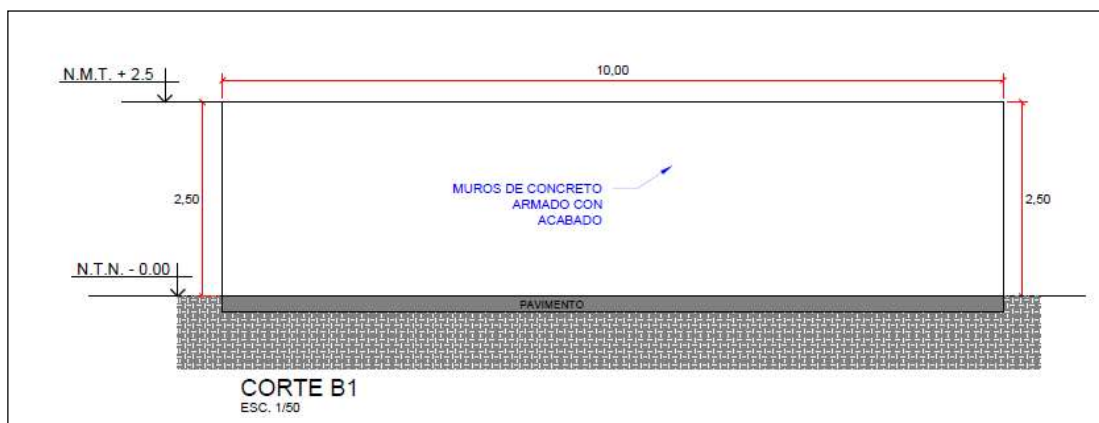 10,00
N.M.T. + 2.5
2,50
MUROS DE CONCRETO
ARMADO CON
ACABADO
2,50
N.T.N. - 0.00
PAVIMENTO
CORTE B1
ESC. 1/50